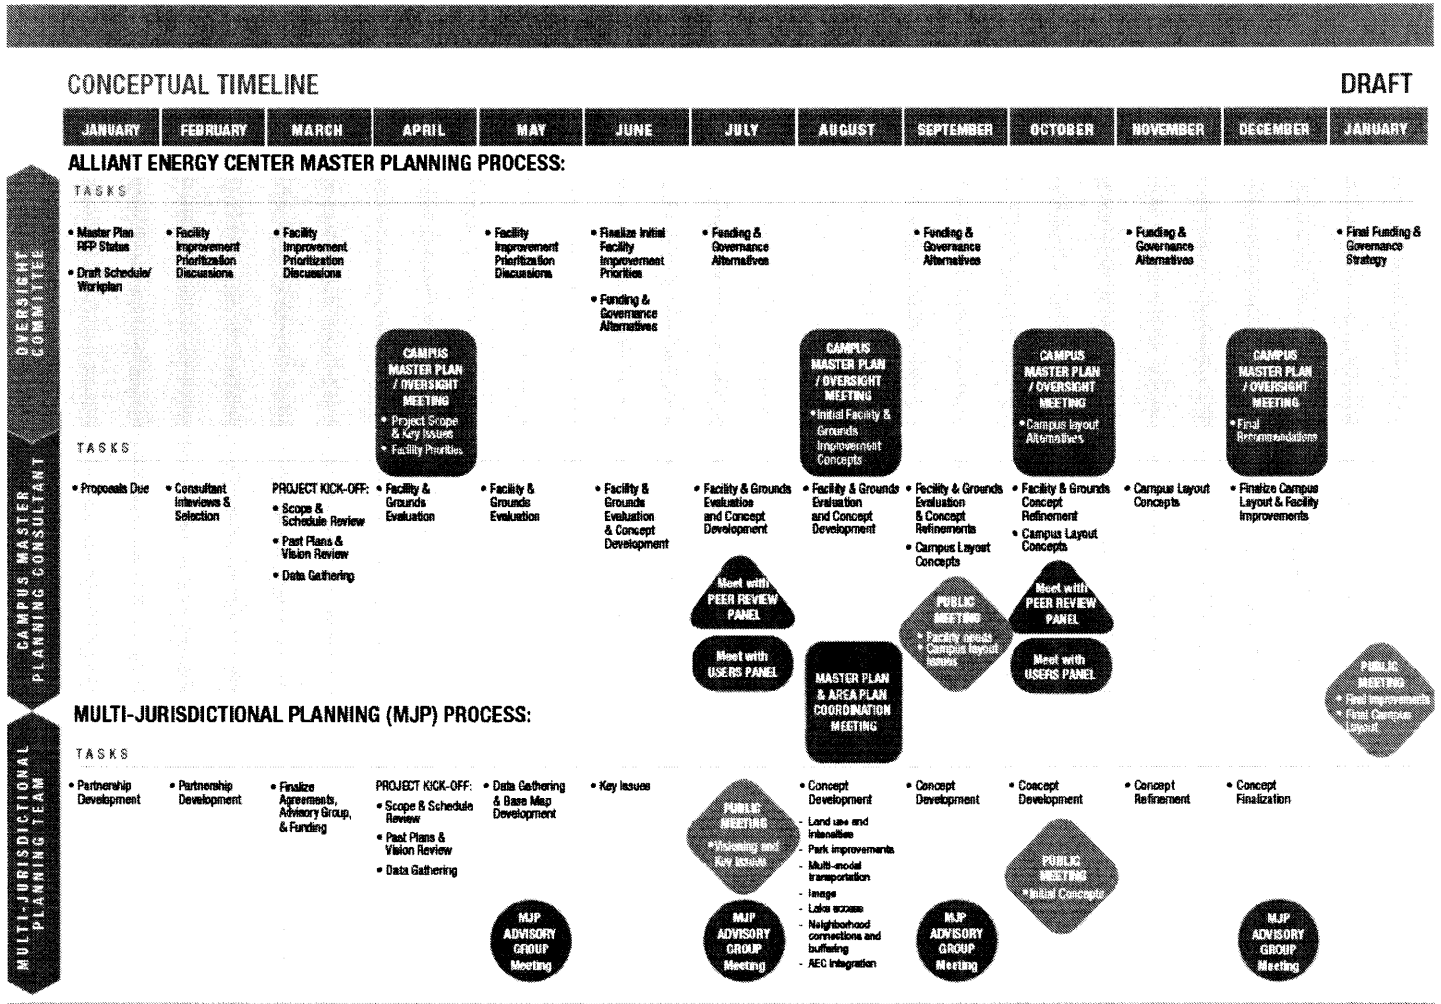 CONCEPTUAL TIMELINE
DRAFT
JANUARY
FEBRUARY
MARCH
APRIL
MAY
JUNE
JULY
AUGUST
SEPTEMBER
OCTOBER
NOVEMBER
DECEMBER
JANUARY
OVERSIGHT
COMMITTEE
ALLIANT ENERGY CENTER MASTER PLANNING PROCESS:
TASKS
• Master Plan
RFP Status
• Draft Schedule/
Workplan
• Facility
Improvement
Prioritization
Discussions
• Facility
Improvement
Prioritization
Discussions
• Facility
Improvement
Prioritization
Discussions
• Finalize Initial
Facility
Improvement
Priorities
• Funding &
Governance
Alternatives
• Funding &
Governance
Alternatives
• Funding &
Governance
Alternatives
• Funding &
Governance
Alternatives
• Final Funding &
Governance
Strategy
CAMPUS
MASTER PLAN
/ OVERSIGHT
MEETING
• Project Scope
& Key Issues
• Facility Priorities
CAMPUS
MASTER PLAN
/ OVERSIGHT
MEETING
• Initial Facility &
Grounds
Improvement
Concepts
CAMPUS
MASTER PLAN
/ OVERSIGHT
MEETING
• Campus layout
Alternatives
CAMPUS
MASTER PLAN
/ OVERSIGHT
MEETING
• Final
Recommendations
CAMPUS MASTER
PLANNING CONSULTANT
TASKS
• Proposals Due
• Consultant
Interviews &
Selection
PROJECT KICK-OFF:
• Scope &
Schedule Review
• Past Plans &
Vision Review
• Data Gathering
• Facility &
Grounds
Evaluation
• Facility &
Grounds
Evaluation
• Facility &
Grounds
Evaluation
& Concept
Development
• Facility & Grounds
Evaluation
and Concept
Development
• Facility & Grounds
Evaluation
and Concept
Development
• Facility & Grounds
Evaluation
& Concept
Refinements
• Campus Layout
Concepts
• Facility & Grounds
Concept
Refinement
• Campus Layout
Concepts
• Campus Layout
Concepts
• Finalize Campus
Layout & Facility
Improvements
Meet with
PEER REVIEW
PANEL
Meet with
USERS PANEL
MASTER PLAN
& AREA PLAN
COORDINATION
MEETING
PUBLIC
MEETING
• Facility needs
• Campus layout
issues
Meet with
PEER REVIEW
PANEL
Meet with
USERS PANEL
PUBLIC
MEETING
• Final Improvements
• Final Campus
Layout
MULTI-JURISDICTIONAL
PLANNING TEAM
MULTI-JURISDICTIONAL PLANNING (MJP) PROCESS:
TASKS
• Partnership
Development
• Partnership
Development
• Finalize
Agreements,
Advisory Group,
& Funding
PROJECT KICK-OFF:
• Scope & Schedule
Review
• Past Plans &
Vision Review
• Data Gathering
• Data Gathering
& Base Map
Development
• Key Issues
PUBLIC
MEETING
• Visioning and
Key Issues
• Concept
Development
- Land use and
intensities
- Park improvements
- Multi-modal
transportation
- Image
- Lake access
- Neighborhood
connections and
buffering
- AEC integration
• Concept
Development
• Concept
Development
PUBLIC
MEETING
• Initial Concepts
• Concept
Refinement
• Concept
Finalization
MJP
ADVISORY
GROUP
Meeting
MJP
ADVISORY
GROUP
Meeting
MJP
ADVISORY
GROUP
Meeting
MJP
ADVISORY
GROUP
Meeting